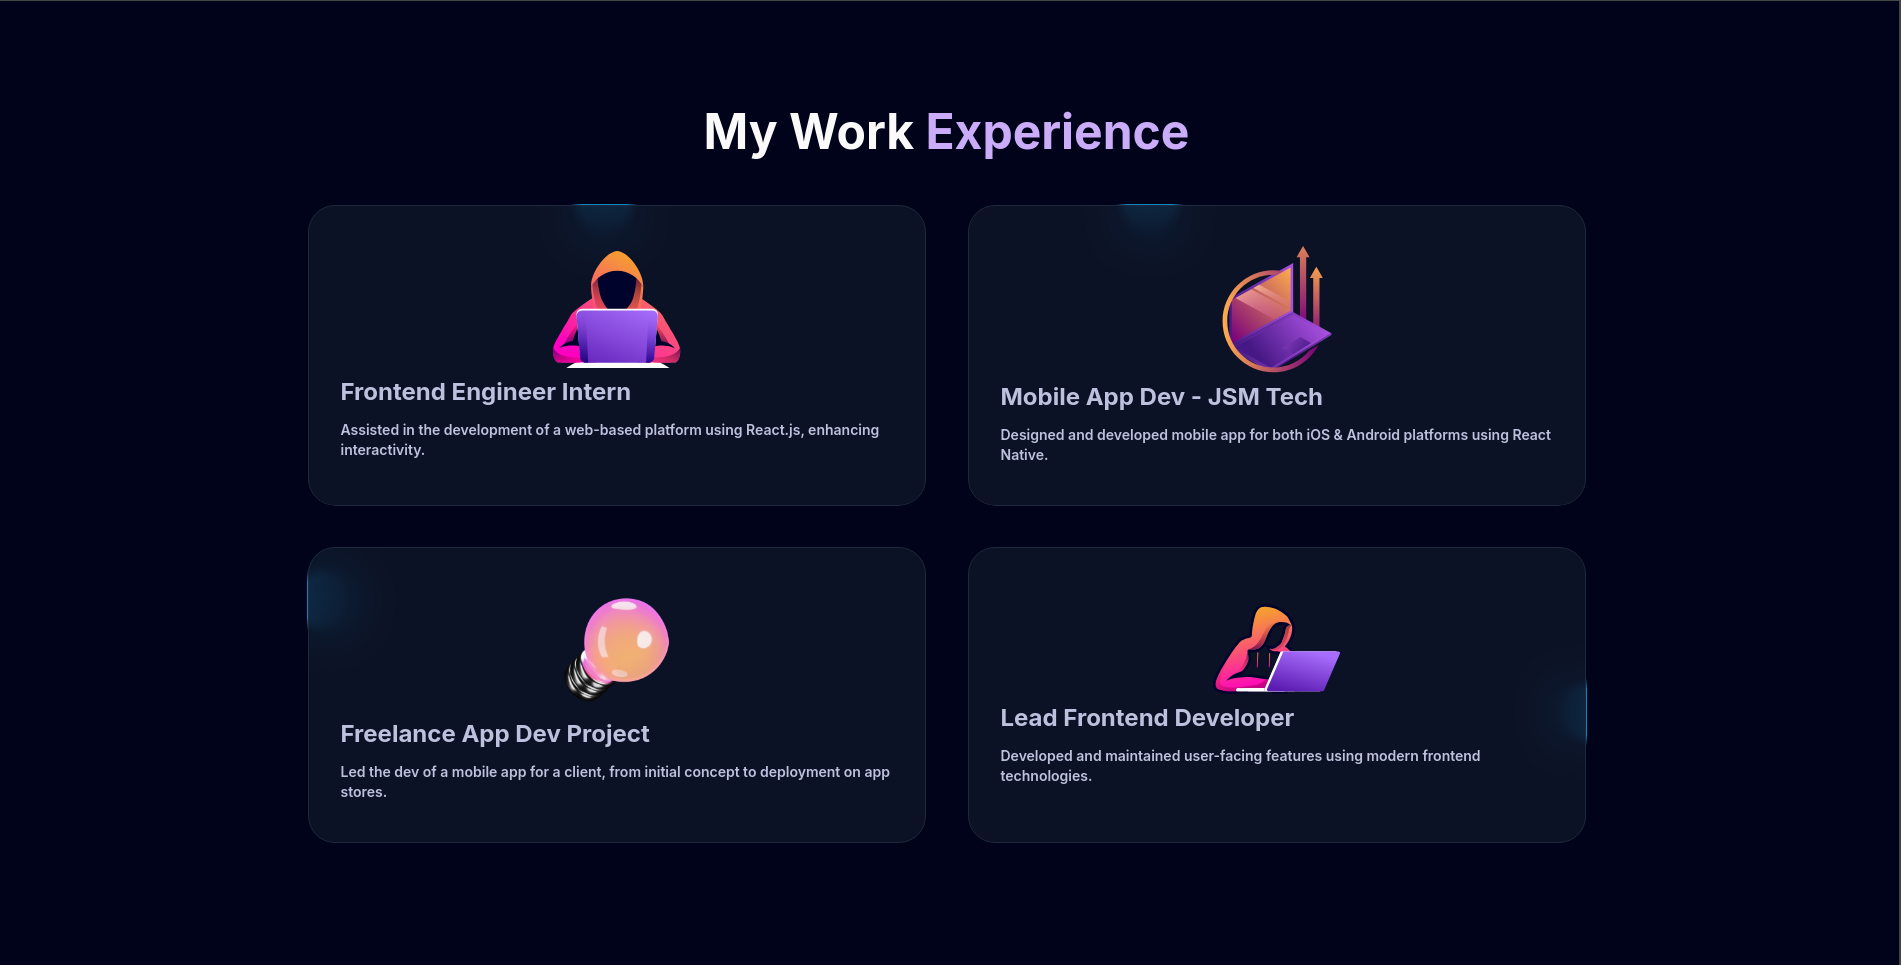 My Work Experience
Frontend Engineer Intern
Assisted in the development of a web-based platform using React.js, enhancing
interactivity.
Mobile App Dev - JSM Tech
Designed and developed mobile app for both iOS & Android platforms using React
Native.
Freelance App Dev Project
Led the dev of a mobile app for a client, from initial concept to deployment on app
stores.
Lead Frontend Developer
Developed and maintained user-facing features using modern frontend
technologies.